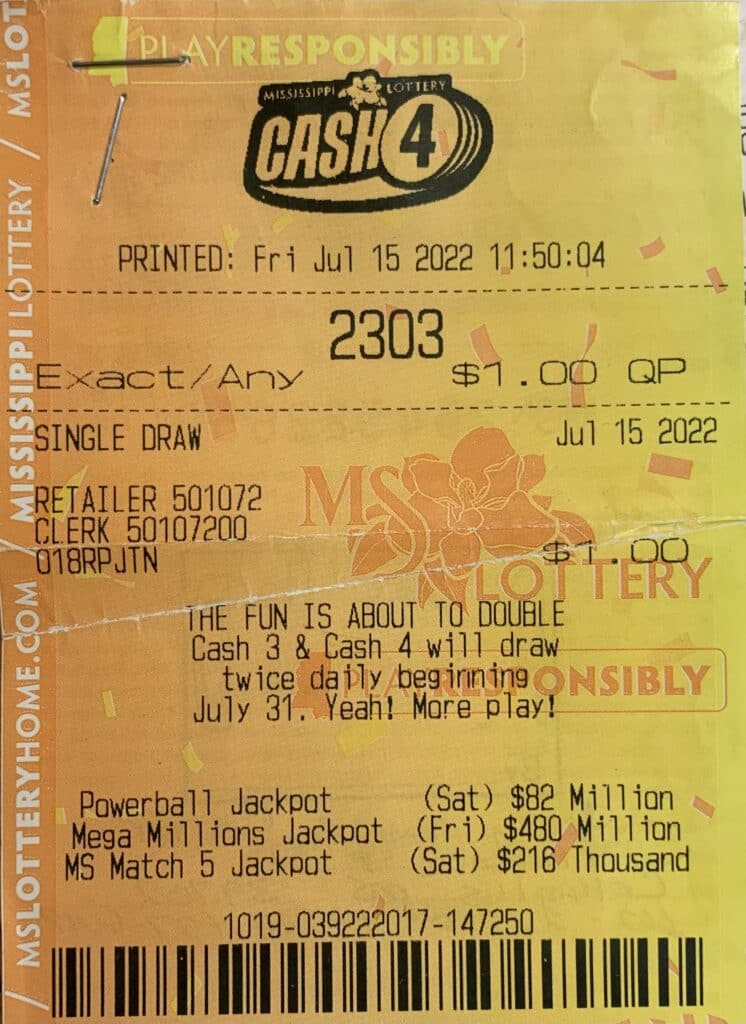 PLAYRESPONSIBLY
MISSISSIPPI LOTTERY
CASH 4
PRINTED: Fri Jul 15 2022 11:50:04
2303
Exact/Any $1.00 QP
SINGLE DRAW Jul 15 2022
RETAILER 501072
CLERK 50107200
018RPJTN $1.00
MS LOTTERY
THE FUN IS ABOUT TO DOUBLE
Cash 3 & Cash 4 will draw
twice daily beginning
July 31. Yeah! More play!
PLAYRESPONSIBLY
Powerball Jackpot (Sat) $82 Million
Mega Millions Jackpot (Fri) $480 Million
MS Match 5 Jackpot (Sat) $216 Thousand
1019-039222017-147250
/ MSLOTTERYHOME.COM MISSISSIPPI LOTTERY / MSLOT